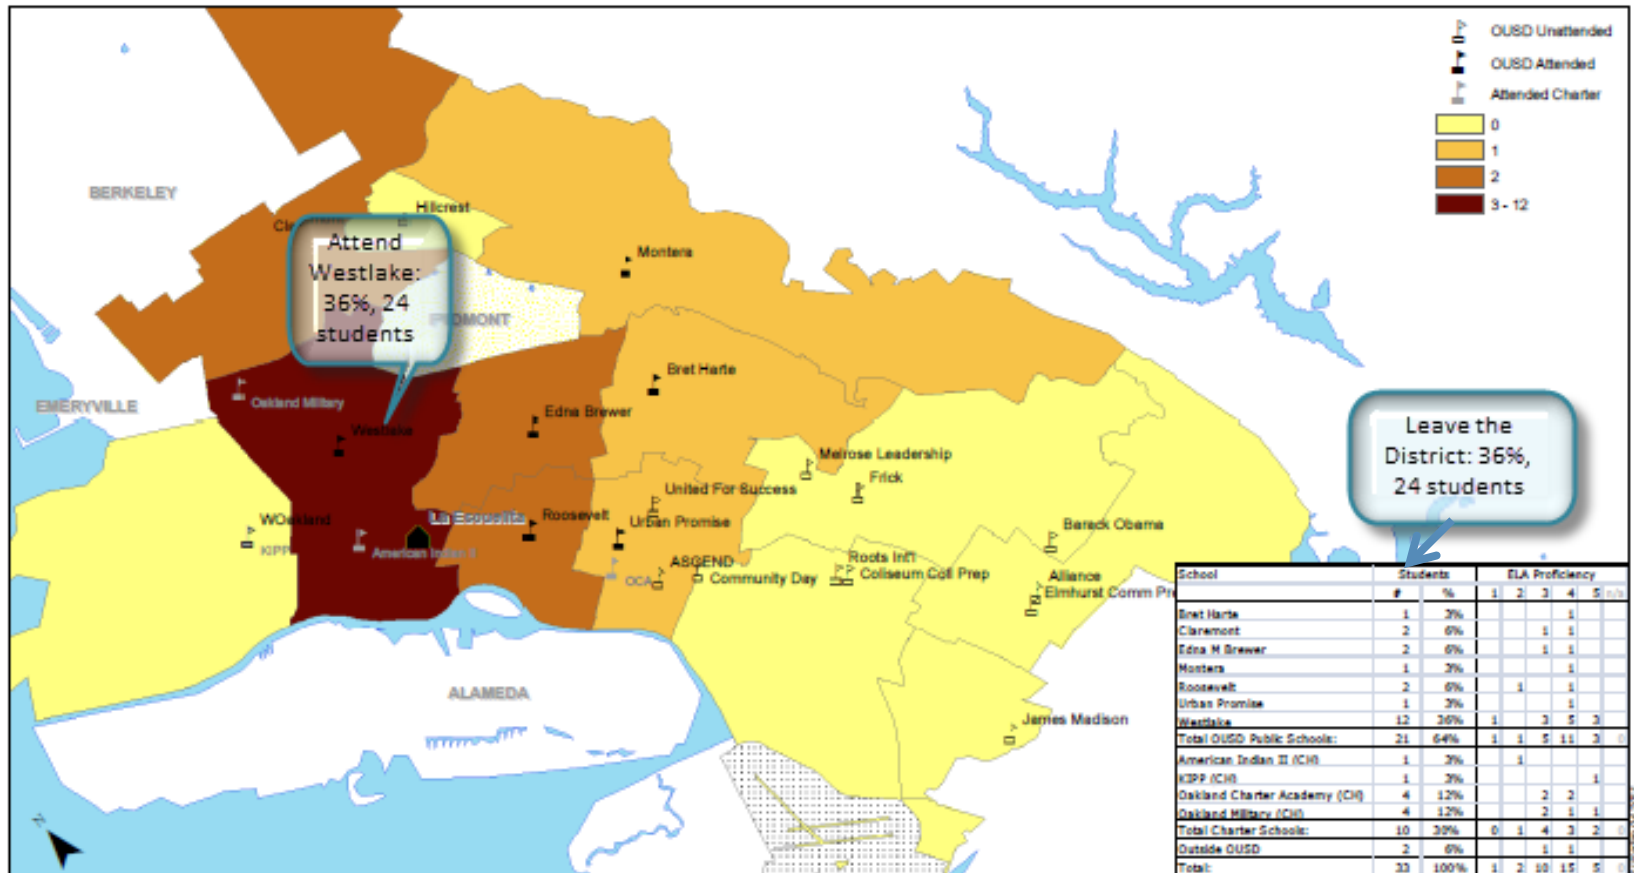 OUSD Unattended
OUSD Attended
Attended Charter
0
1
2
3 - 12
BERKELEY
Hillcrest
Attend
Westlake:
36%, 24
students
Montera
PIEDMONT
Bret Harte
Oakland Military
EMERYVILLE
Edna Brewer
Westlake
Leave the
District: 36%,
24 students
Melrose Leadership
Frick
United For Success
WOakland
KIPP
La Escuelita
Roosevelt
Urban Promise
American Indian II
Barack Obama
ASCEND
OCA
Community Day
Roots Int'l
Coliseum Coll Prep
Alliance
Elmhurst Comm Pre
ALAMEDA
James Madison
N
School Students ELA Proficiency
# % 1 2 3 4 5 n/a
Bret Harte 1 3% 1
Claremont 2 6% 1 1
Edna M Brewer 2 6% 1 1
Montera 1 3% 1
Roosevelt 2 6% 1 1
Urban Promise 1 3% 1
Westlake 12 36% 1 3 5 3
Total OUSD Public Schools: 21 64% 1 1 5 11 3 0
American Indian II (CH) 1 3% 1
KIPP (CH) 1 3% 1
Oakland Charter Academy (CH) 4 12% 2 2
Oakland Military (CH) 4 12% 2 1 1
Total Charter Schools: 10 30% 0 1 4 3 2 0
Outside OUSD 2 6% 1 1
Total: 33 100% 1 2 10 15 5 0